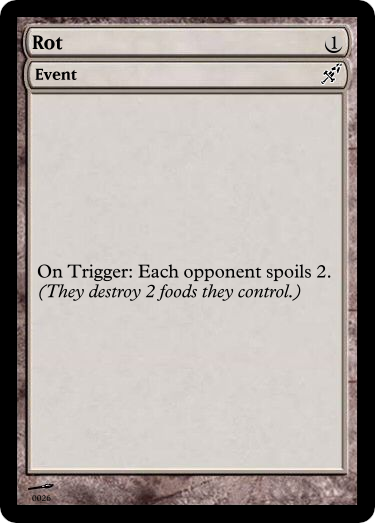 Rot 1
Event
On Trigger: Each opponent spoils 2.
(They destroy 2 foods they control.)
0026